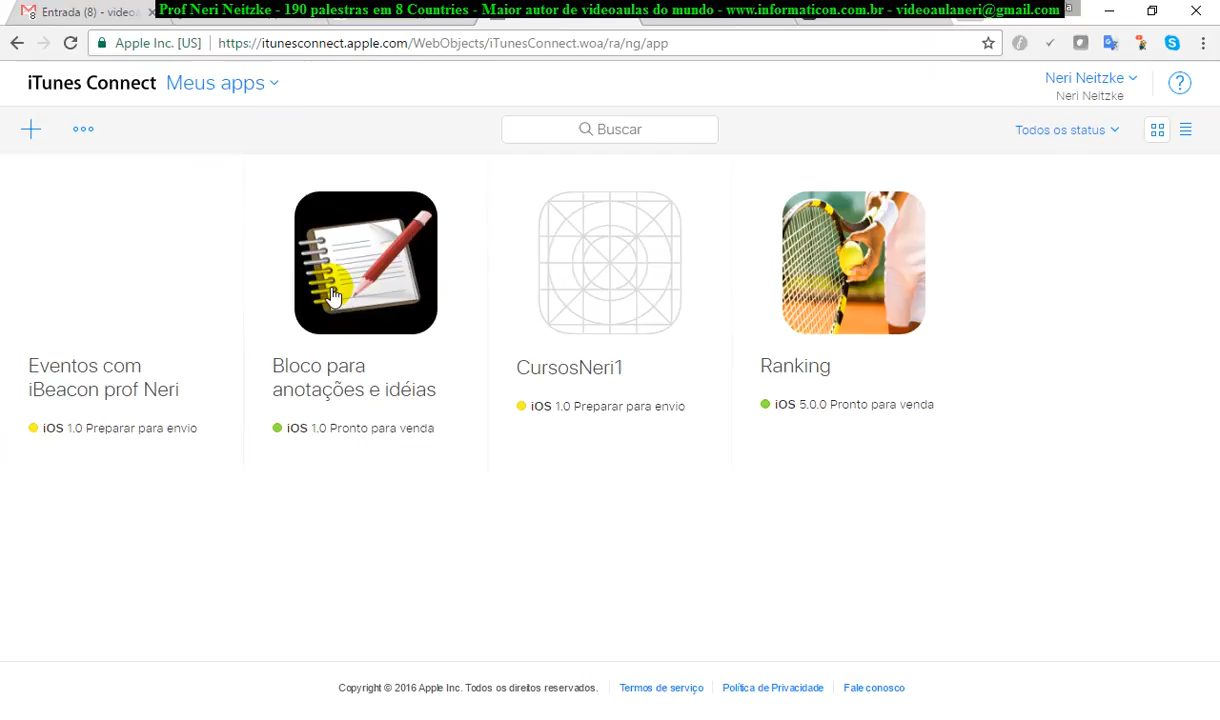 Entrada (8) - videoa
Prof Neri Neitzke - 190 palestras em 8 Countries - Maior autor de videoaulas do mundo - www.informaticon.com.br - videoaulaneri@gmail.com
Apple Inc. [US]
https://itunesconnect.apple.com/WebObjects/iTunesConnect.woa/ra/ng/app
iTunes Connect Meus apps
Neri Neitzke
Neri Neitzke
?
Buscar
Todos os status
Eventos com
iBeacon prof Neri
iOS 1.0 Preparar para envio
Bloco para
anotações e idéias
iOS 1.0 Pronto para venda
CursosNeri1
iOS 1.0 Preparar para envio
Ranking
iOS 5.0.0 Pronto para venda
Copyright © 2016 Apple Inc. Todos os direitos reservados.
Termos de serviço
Política de Privacidade
Fale conosco